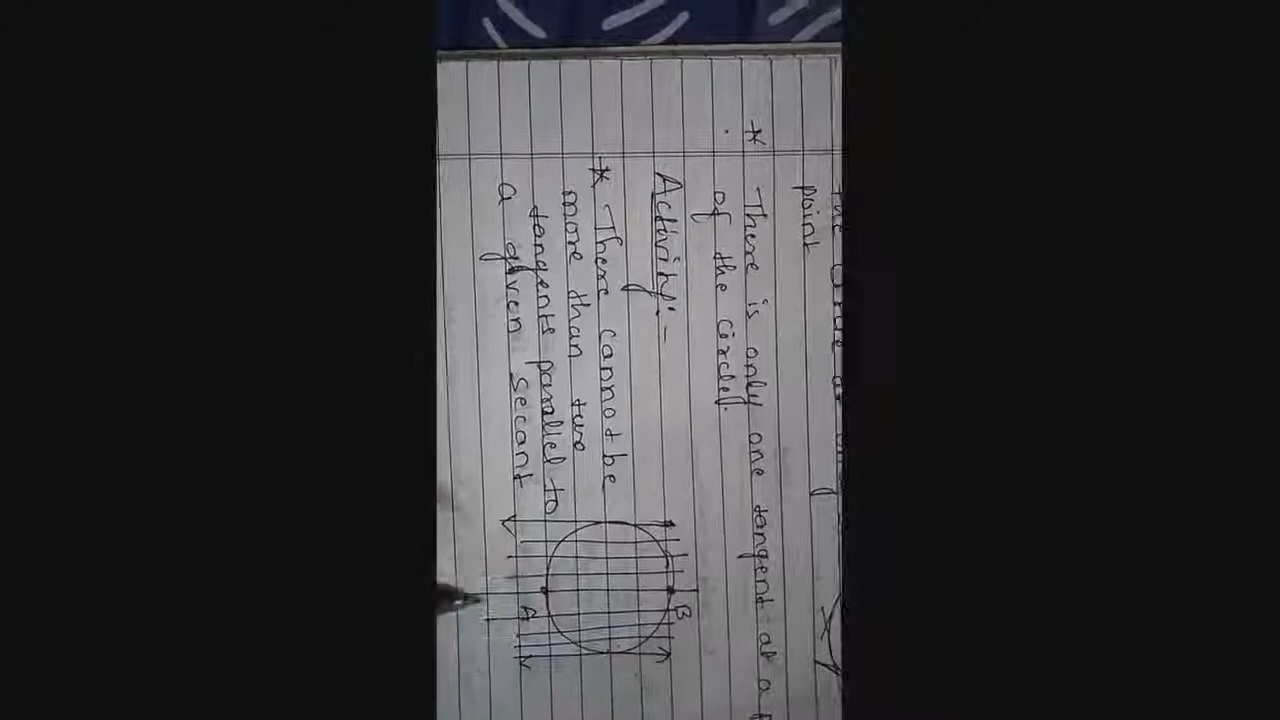 point
* There is only one tangent at a
of the circle.
Activity:-
* There cannot be
more than two
tangents parallel to
a given secant
B
A